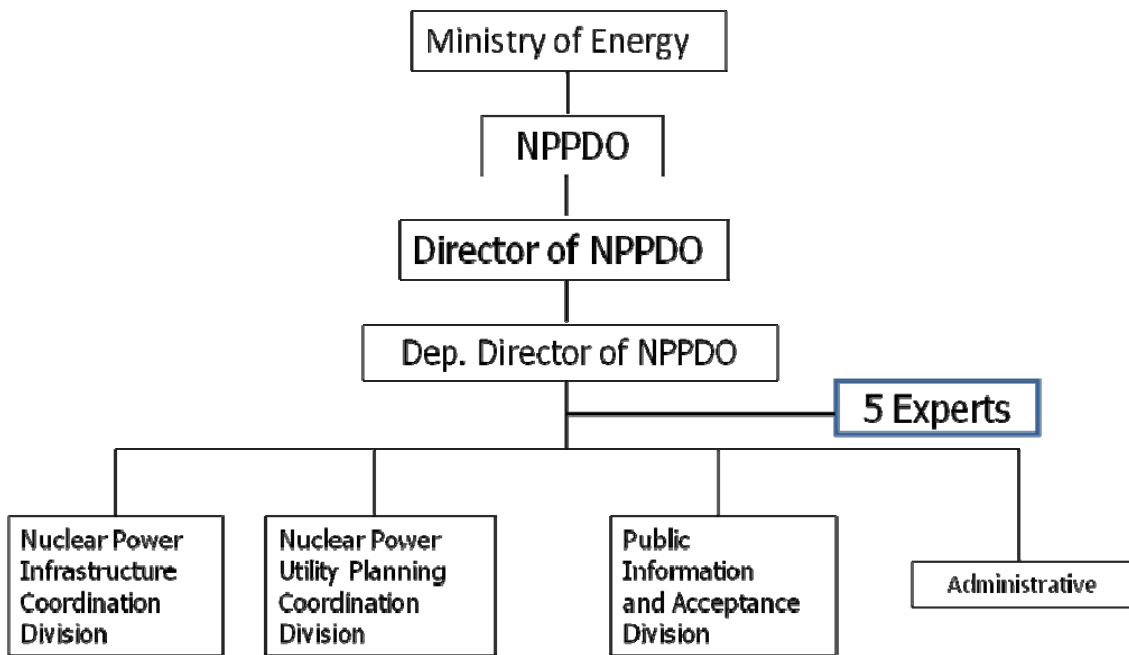 Ministry of Energy
NPPDO
Director of NPPDO
Dep. Director of NPPDO
5 Experts
Nuclear Power
Infrastructure
Coordination
Division
Nuclear Power
Utility Planning
Coordination
Division
Public
Information
and Acceptance
Division
Administrative